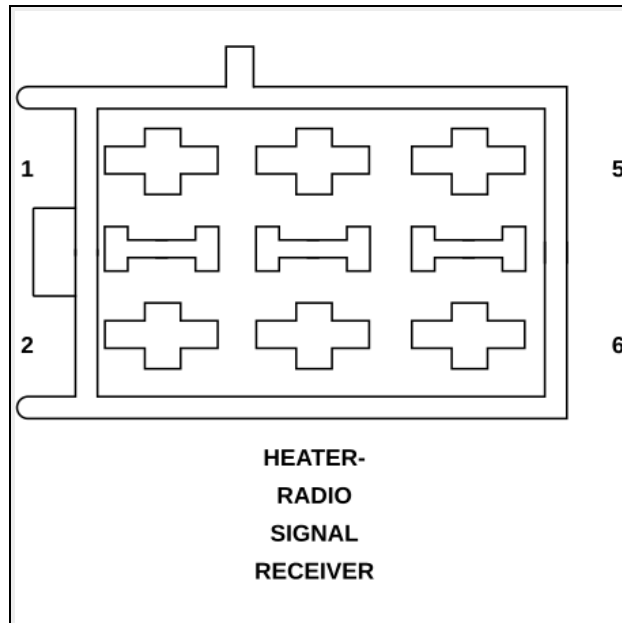 1 5
2 6
HEATER-
RADIO
SIGNAL
RECEIVER